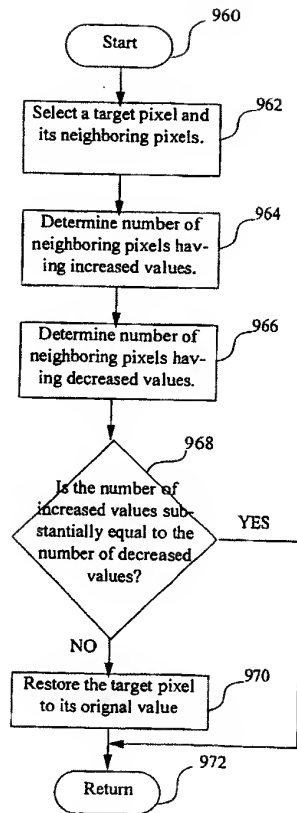 Start
960
Select a target pixel and
its neighboring pixels.
962
Determine number of
neighboring pixels hav-
ing increased values.
964
Determine number of
neighboring pixels hav-
ing decreased values.
966
968
Is the number of
increased values sub-
stantially equal to the
number of decreased
values?
YES
NO
Restore the target pixel
to its orignal value
970
Return
972